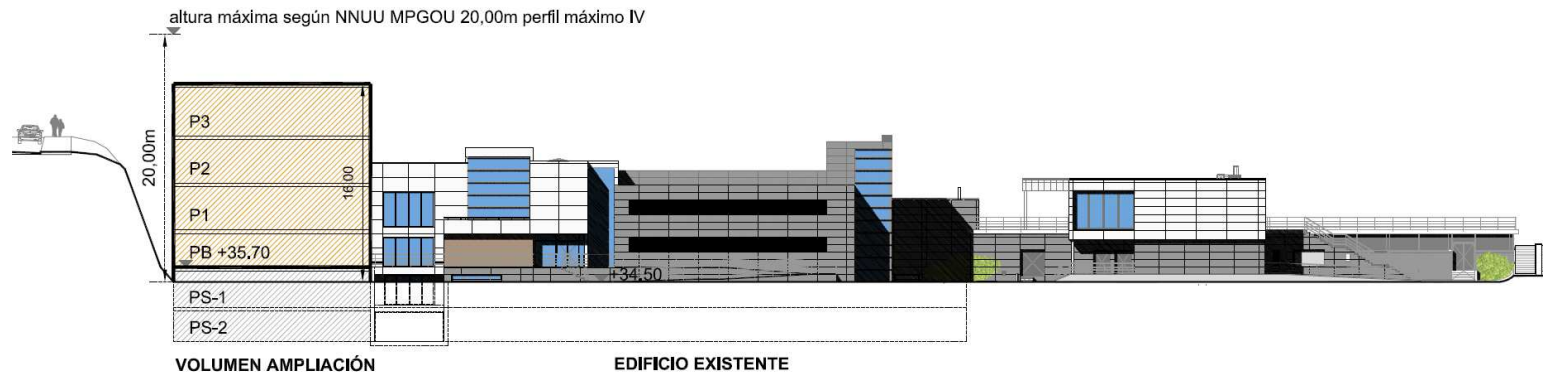 altura máxima según NNUU MPGOU 20,00m perfil máximo IV
20,00m
16.00
P3
P2
P1
PB +35.70
+34.50
PS-1
PS-2
VOLUMEN AMPLIACIÓN
EDIFICIO EXISTENTE